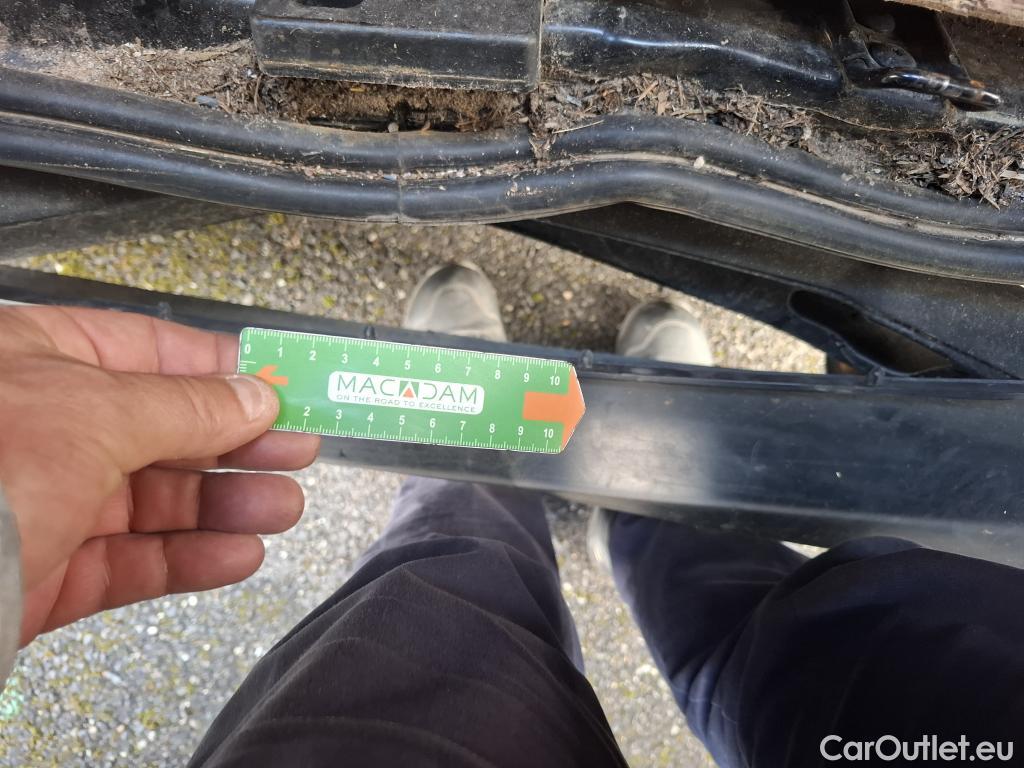 0 1 2 3 4 5 6 7 8 9 10
MACADAM
ON THE ROAD TO EXCELLENCE
2 3 4 5 6 7 8 9 10
CarOutlet.eu